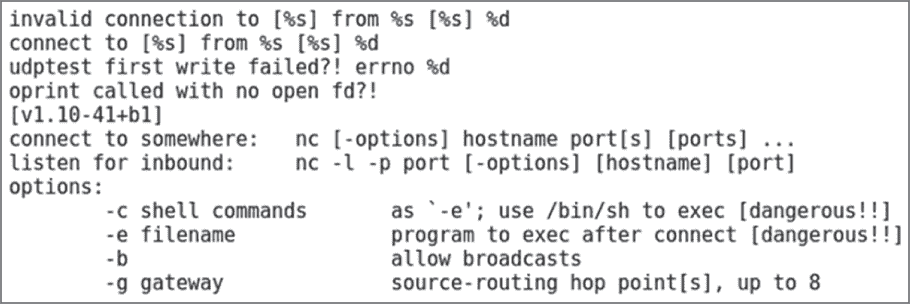 invalid connection to [%s] from %s [%s] %d
connect to [%s] from %s [%s] %d
udptest first write failed?! errno %d
oprint called with no open fd?!
[v1.10-41+b1]
connect to somewhere:   nc [-options] hostname port[s] [ports] ...
listen for inbound:     nc -l -p port [-options] [hostname] [port]
options:
        -c shell commands       as `-e'; use /bin/sh to exec [dangerous!!]
        -e filename             program to exec after connect [dangerous!!]
        -b                      allow broadcasts
        -g gateway              source-routing hop point[s], up to 8